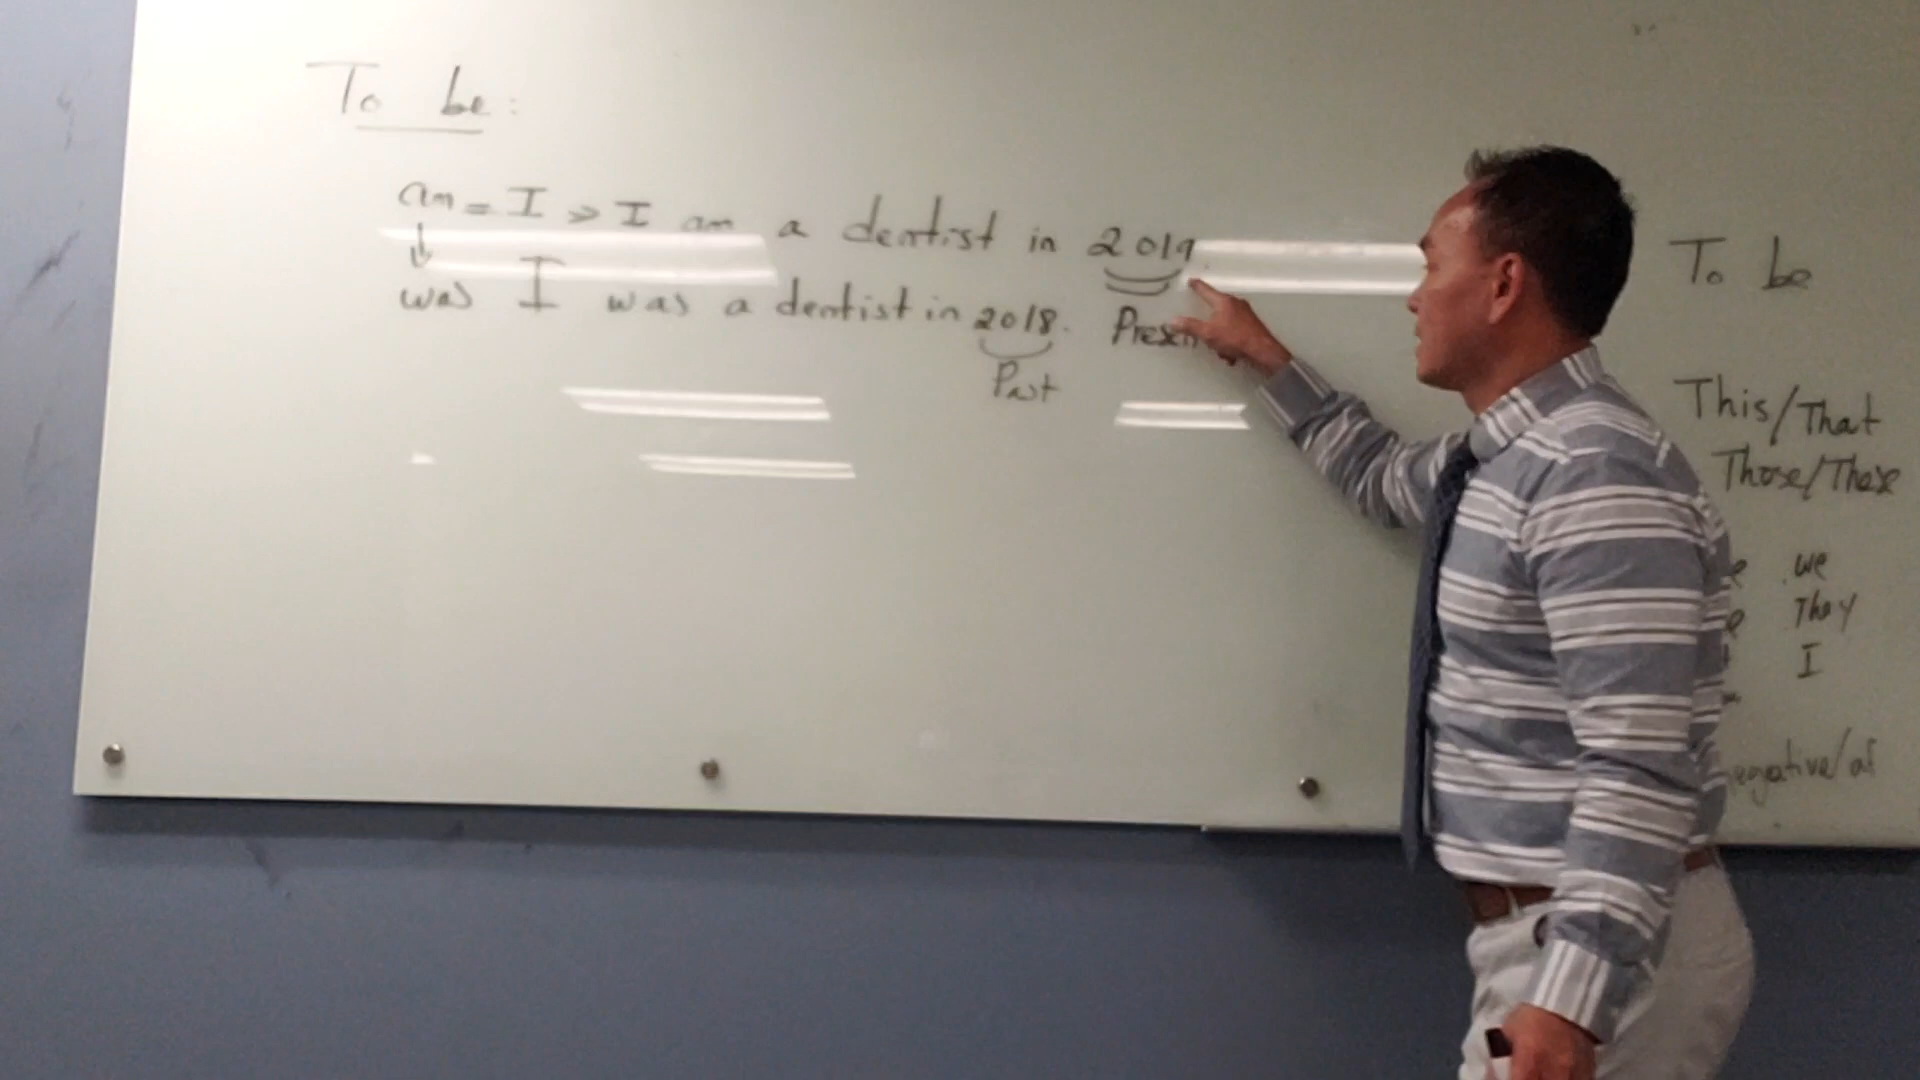 To be:
am = I > I am a dentist in 2019.
was I was a dentist in 2018. Present
Past
To be
This/That
Those/These
we
They
I
negative/af